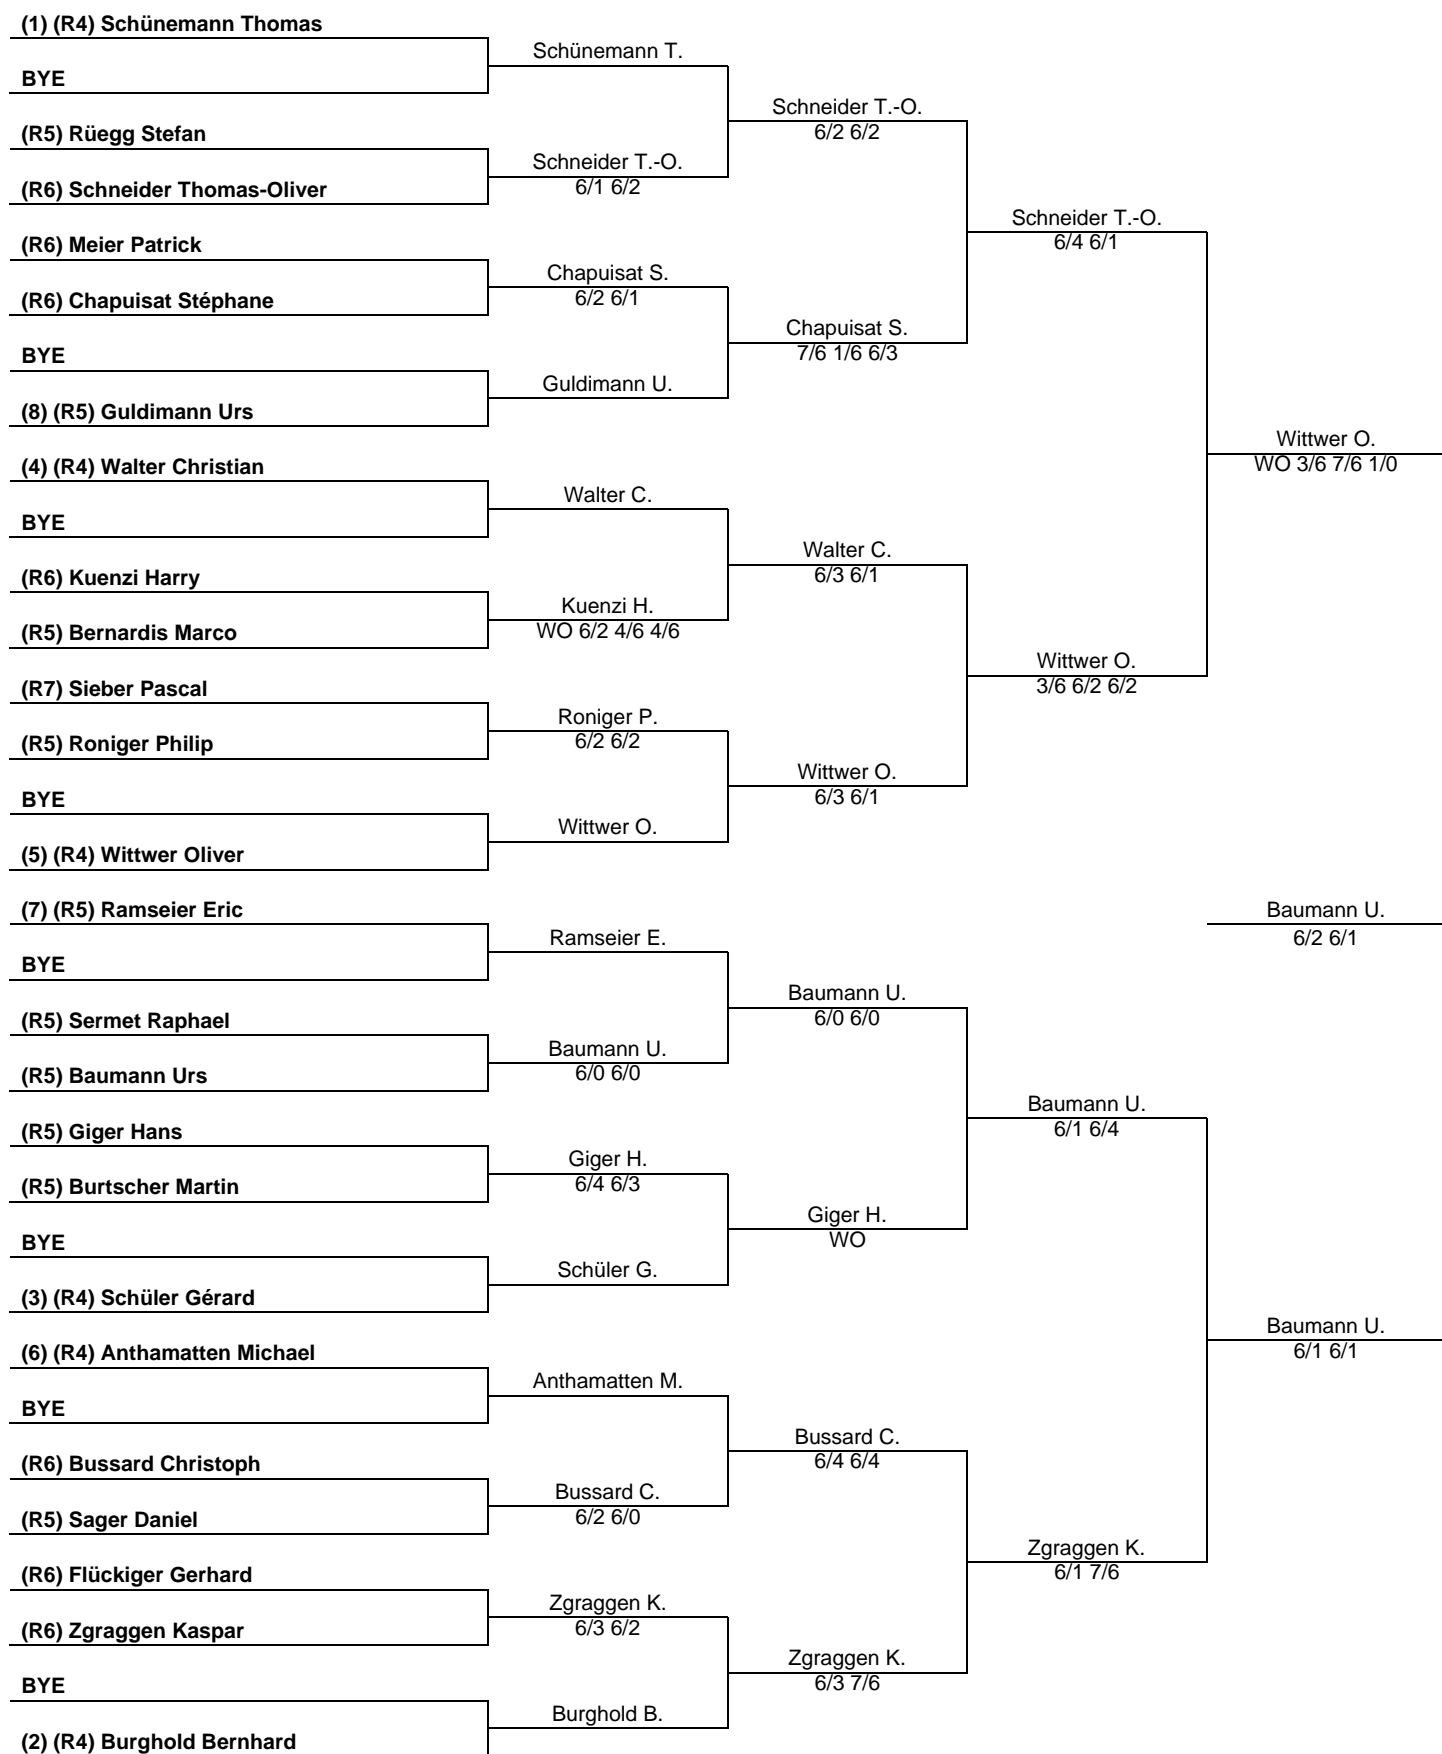 (1) (R4) Schünemann Thomas
Schünemann T.
BYE
Schneider T.-O.
6/2 6/2
(R5) Rüegg Stefan
Schneider T.-O.
6/1 6/2
(R6) Schneider Thomas-Oliver
Schneider T.-O.
6/4 6/1
(R6) Meier Patrick
Chapuisat S.
6/2 6/1
(R6) Chapuisat Stéphane
Chapuisat S.
7/6 1/6 6/3
BYE
Guldimann U.
(8) (R5) Guldimann Urs
Wittwer O.
WO 3/6 7/6 1/0
(4) (R4) Walter Christian
Walter C.
BYE
Walter C.
6/3 6/1
(R6) Kuenzi Harry
Kuenzi H.
WO 6/2 4/6 4/6
(R5) Bernardis Marco
Wittwer O.
3/6 6/2 6/2
(R7) Sieber Pascal
Roniger P.
6/2 6/2
(R5) Roniger Philip
Wittwer O.
6/3 6/1
BYE
Wittwer O.
(5) (R4) Wittwer Oliver
(7) (R5) Ramseier Eric
Baumann U.
6/2 6/1
Ramseier E.
BYE
Baumann U.
6/0 6/0
(R5) Sermet Raphael
Baumann U.
6/0 6/0
(R5) Baumann Urs
Baumann U.
6/1 6/4
(R5) Giger Hans
Giger H.
6/4 6/3
(R5) Burtscher Martin
Giger H.
WO
BYE
Schüler G.
(3) (R4) Schüler Gérard
Baumann U.
6/1 6/1
(6) (R4) Anthamatten Michael
Anthamatten M.
BYE
Bussard C.
6/4 6/4
(R6) Bussard Christoph
Bussard C.
6/2 6/0
(R5) Sager Daniel
Zgraggen K.
6/1 7/6
(R6) Flückiger Gerhard
Zgraggen K.
6/3 6/2
(R6) Zgraggen Kaspar
Zgraggen K.
6/3 7/6
BYE
Burghold B.
(2) (R4) Burghold Bernhard